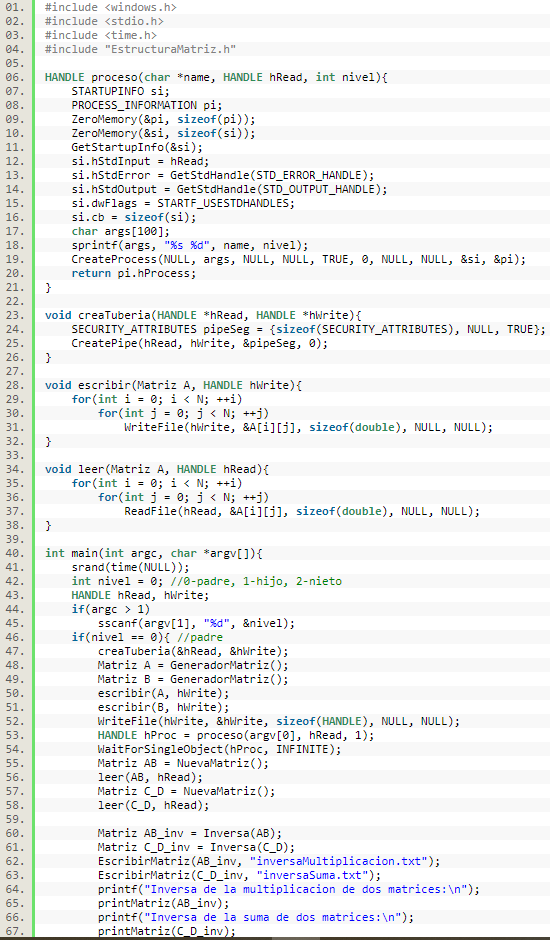 01. #include <windows.h>
02. #include <stdio.h>
03. #include <time.h>
04. #include "EstructuraMatriz.h"
05.
06. HANDLE proceso(char *name, HANDLE hRead, int nivel){
07.     STARTUPINFO si;
08.     PROCESS_INFORMATION pi;
09.     ZeroMemory(&pi, sizeof(pi));
10.     ZeroMemory(&si, sizeof(si));
11.     GetStartupInfo(&si);
12.     si.hStdInput = hRead;
13.     si.hStdError = GetStdHandle(STD_ERROR_HANDLE);
14.     si.hStdOutput = GetStdHandle(STD_OUTPUT_HANDLE);
15.     si.dwFlags = STARTF_USESTDHANDLES;
16.     si.cb = sizeof(si);
17.     char args[100];
18.     sprintf(args, "%s %d", name, nivel);
19.     CreateProcess(NULL, args, NULL, NULL, TRUE, 0, NULL, NULL, &si, &pi);
20.     return pi.hProcess;
21. }
22.
23. void creaTuberia(HANDLE *hRead, HANDLE *hWrite){
24.     SECURITY_ATTRIBUTES pipeSeg = {sizeof(SECURITY_ATTRIBUTES), NULL, TRUE};
25.     CreatePipe(hRead, hWrite, &pipeSeg, 0);
26. }
27.
28. void escribir(Matriz A, HANDLE hWrite){
29.     for(int i = 0; i < N; ++i)
30.         for(int j = 0; j < N; ++j)
31.             WriteFile(hWrite, &A[i][j], sizeof(double), NULL, NULL);
32. }
33.
34. void leer(Matriz A, HANDLE hRead){
35.     for(int i = 0; i < N; ++i)
36.         for(int j = 0; j < N; ++j)
37.             ReadFile(hRead, &A[i][j], sizeof(double), NULL, NULL);
38. }
39.
40. int main(int argc, char *argv[]){
41.     srand(time(NULL));
42.     int nivel = 0; //0-padre, 1-hijo, 2-nieto
43.     HANDLE hRead, hWrite;
44.     if(argc > 1)
45.         sscanf(argv[1], "%d", &nivel);
46.     if(nivel == 0){ //padre
47.         creaTuberia(&hRead, &hWrite);
48.         Matriz A = GeneradorMatriz();
49.         Matriz B = GeneradorMatriz();
50.         escribir(A, hWrite);
51.         escribir(B, hWrite);
52.         WriteFile(hWrite, &hWrite, sizeof(HANDLE), NULL, NULL);
53.         HANDLE hProc = proceso(argv[0], hRead, 1);
54.         WaitForSingleObject(hProc, INFINITE);
55.         Matriz AB = NuevaMatriz();
56.         leer(AB, hRead);
57.         Matriz C_D = NuevaMatriz();
58.         leer(C_D, hRead);
59.
60.         Matriz AB_inv = Inversa(AB);
61.         Matriz C_D_inv = Inversa(C_D);
62.         EscribirMatriz(AB_inv, "inversaMultiplicacion.txt");
63.         EscribirMatriz(C_D_inv, "inversaSuma.txt");
64.         printf("Inversa de la multiplicacion de dos matrices:\n");
65.         printMatriz(AB_inv);
66.         printf("Inversa de la suma de dos matrices:\n");
67.         printMatriz(C_D_inv);